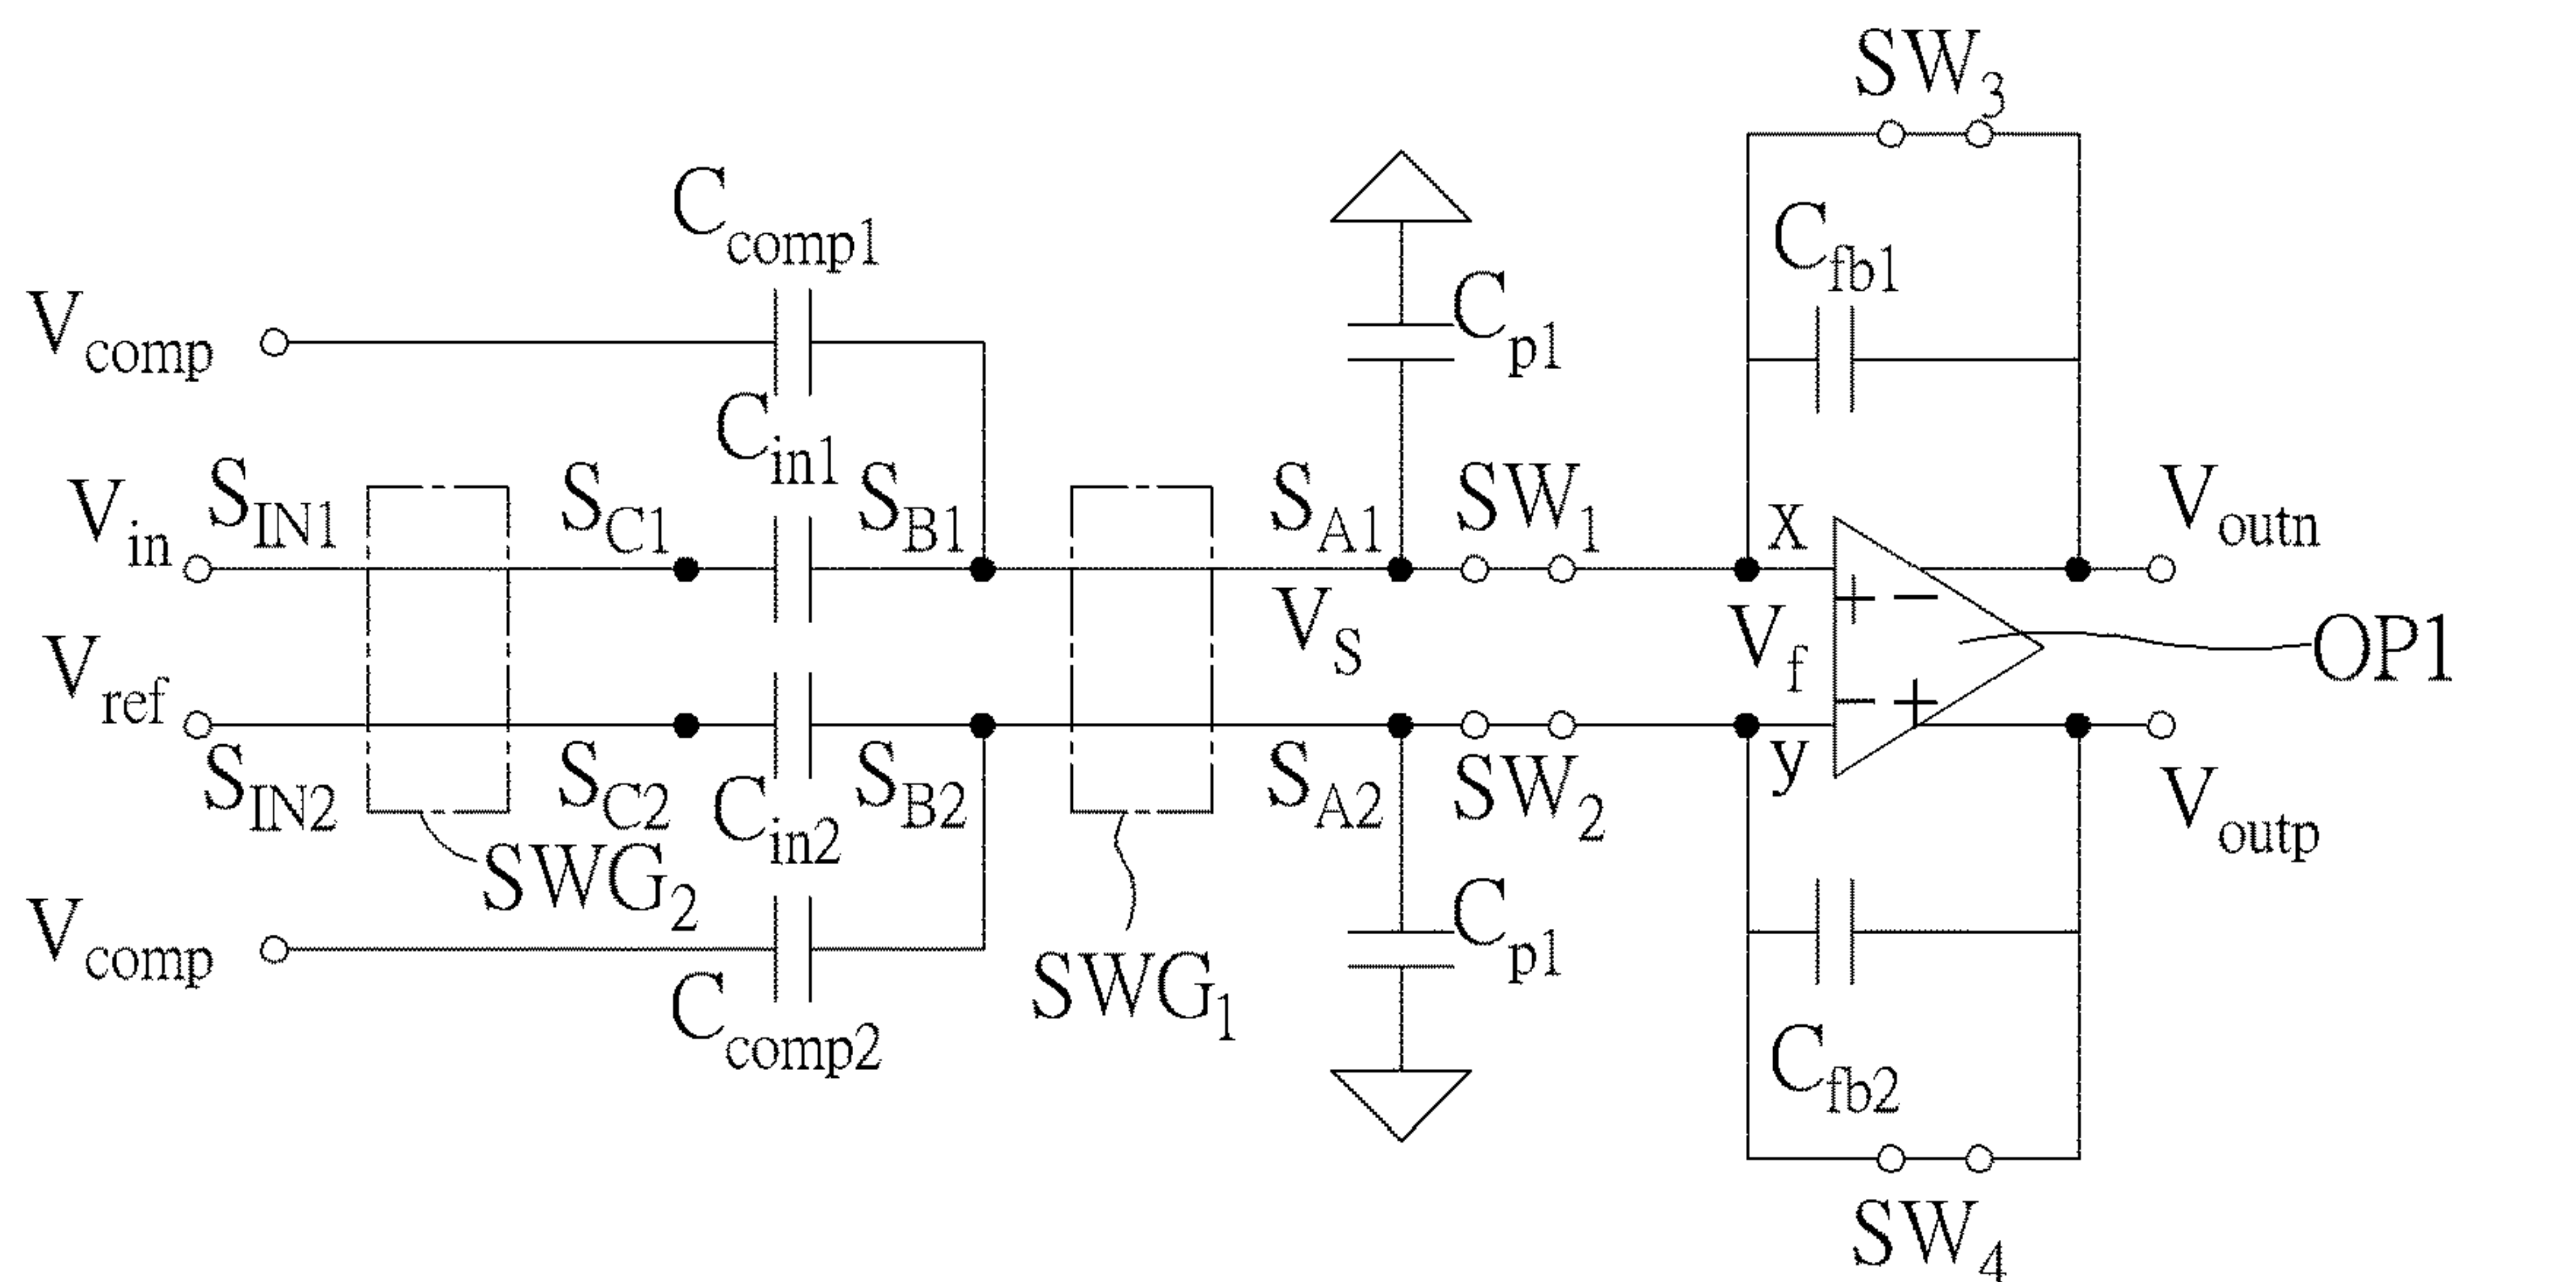 SW3
Ccomp1
Cfb1
Vcomp
Cp1
Cin1
Vin
SIN1
SC1
SB1
SA1
SW1
x
Voutn
+ −
VS
Vf
OP1
Vref
− +
SIN2
SC2
Cin2
SB2
SA2
SW2
y
Voutp
SWG2
Vcomp
Cp1
SWG1
Ccomp2
Cfb2
SW4